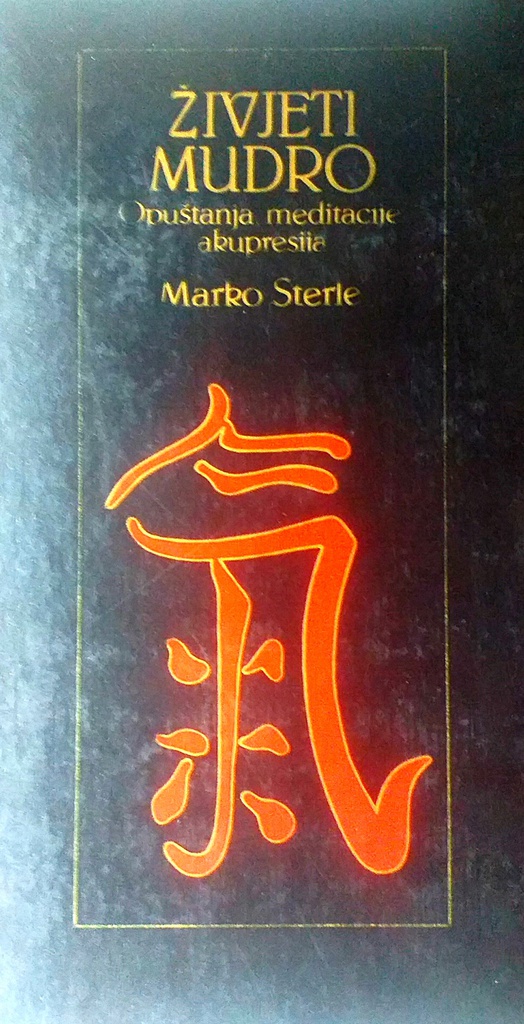 ŽIVJETI
MUDRO
Opuštanja meditacije
akupresija
Marko Sterle
氣